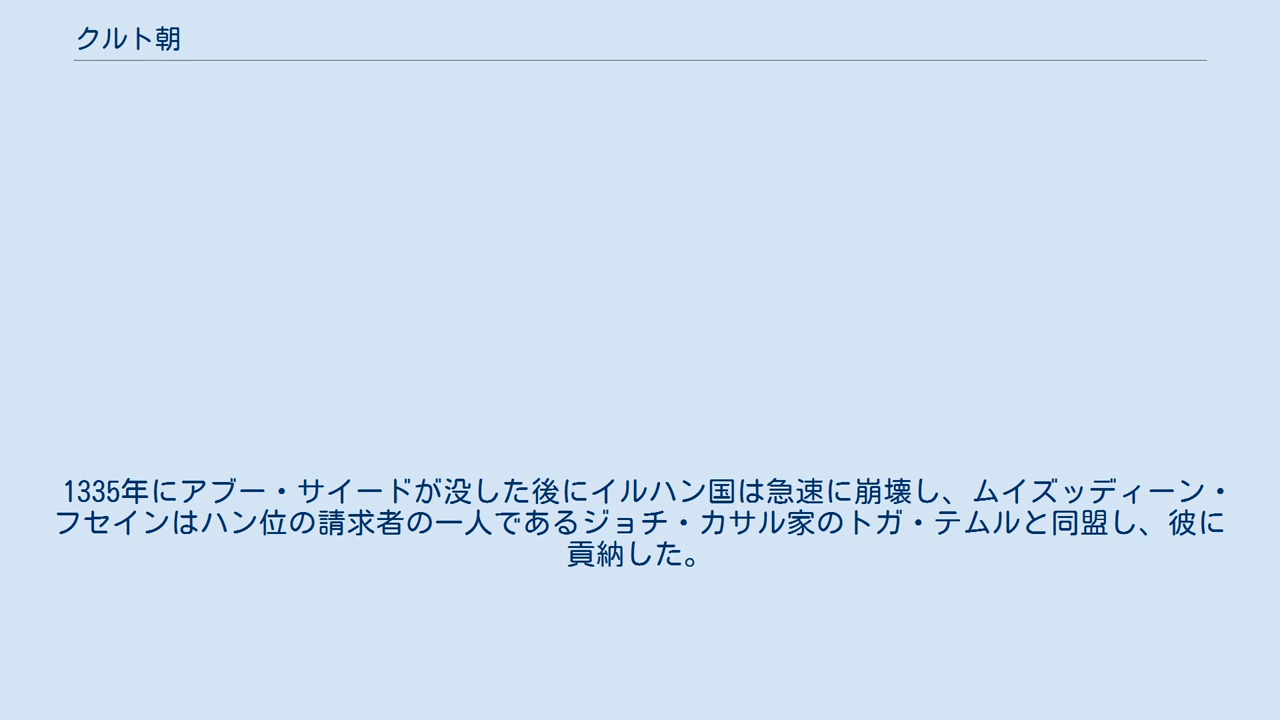 クルト朝
1335年にアブー・サイードが没した後にイルハン国は急速に崩壊し、ムイズッディーン・
フセインはハン位の請求者の一人であるジョチ・カサル家のトガ・テムルと同盟し、彼に
貢納した。